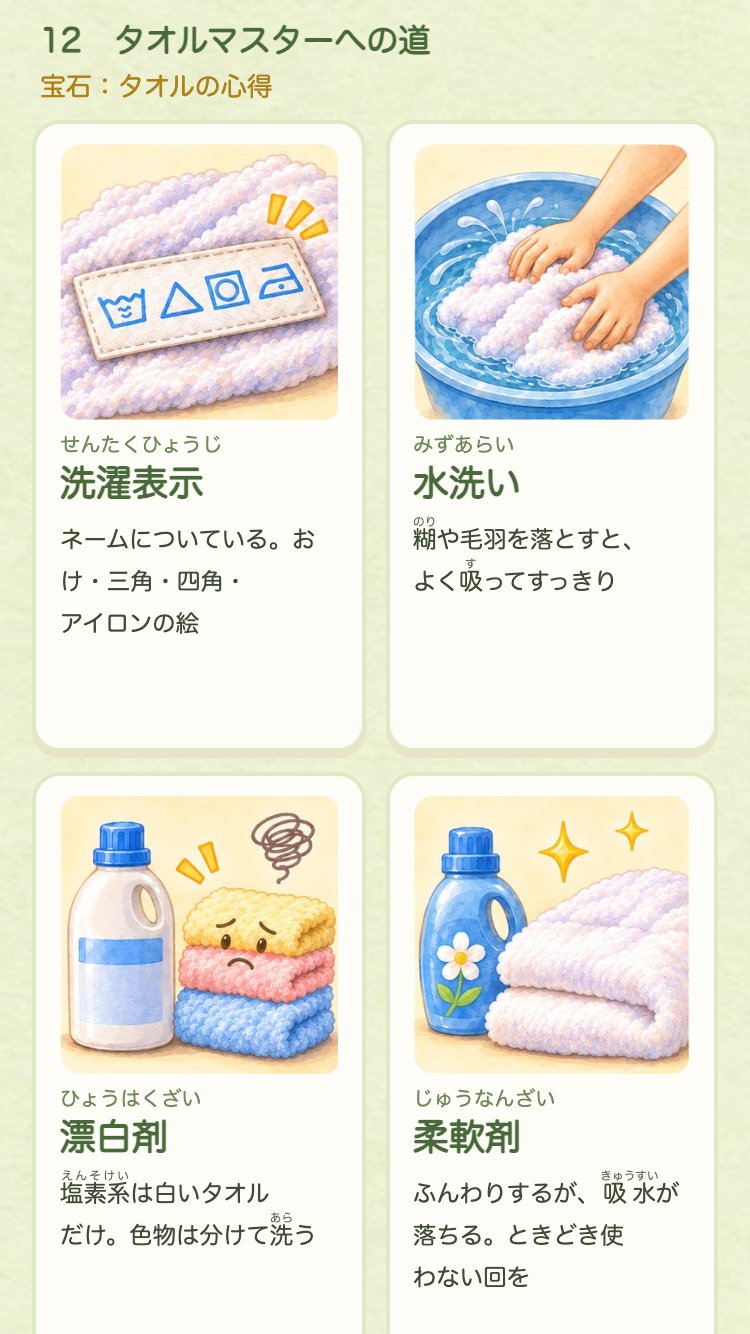 12　タオルマスターへの道
宝石：タオルの心得
せんたくひょうじ
洗濯表示
ネームについている。お
け・三角・四角・
アイロンの絵
みずあらい
水洗い
のり
糊や毛羽を落とすと、
す
よく吸ってすっきり
ひょうはくざい
漂白剤
えんそけい
塩素系は白いタオル
あら
だけ。色物は分けて洗う
じゅうなんざい
柔軟剤
きゅうすい
ふんわりするが、吸水が
落ちる。ときどき使
わない回を